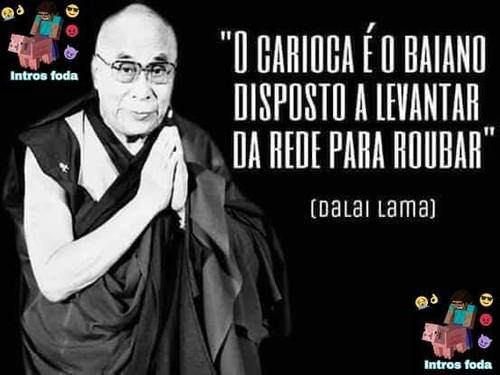 Intros foda
"O CARIOCA É O BAIANO
DISPOSTO A LEVANTAR
DA REDE PARA ROUBAR"
(Dalai Lama)
Intros foda